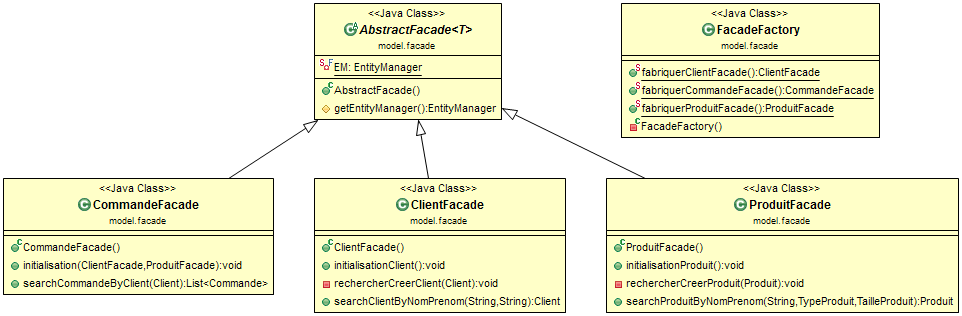 <<Java Class>>
AbstractFacade<T>
model.facade
EM: EntityManager
AbstractFacade()
getEntityManager():EntityManager
<<Java Class>>
FacadeFactory
model.facade
fabriquerClientFacade():ClientFacade
fabriquerCommandeFacade():CommandeFacade
fabriquerProduitFacade():ProduitFacade
FacadeFactory()
<<Java Class>>
CommandeFacade
model.facade
CommandeFacade()
initialisation(ClientFacade,ProduitFacade):void
searchCommandeByClient(Client):List<Commande>
<<Java Class>>
ClientFacade
model.facade
ClientFacade()
initialisationClient():void
rechercherCreerClient(Client):void
searchClientByNomPrenom(String,String):Client
<<Java Class>>
ProduitFacade
model.facade
ProduitFacade()
initialisationProduit():void
rechercherCreerProduit(Produit):void
searchProduitByNomPrenom(String,TypeProduit,TailleProduit):Produit